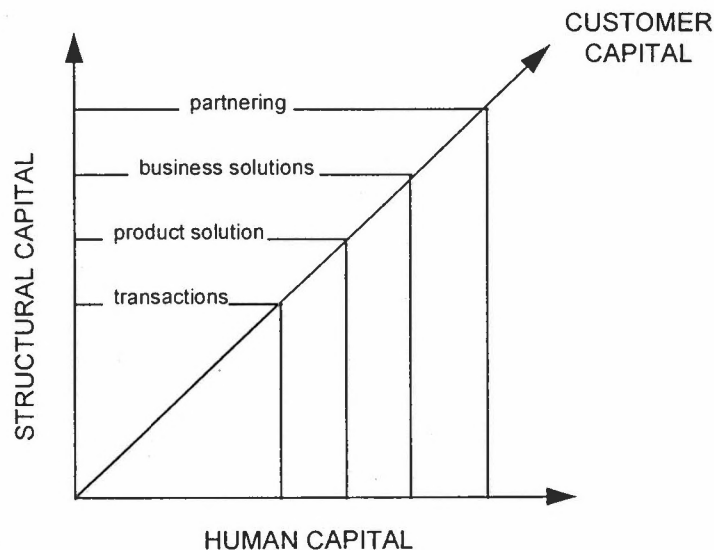 CUSTOMER
CAPITAL
partnering
business solutions
product solution
transactions
STRUCTURAL CAPITAL
HUMAN CAPITAL